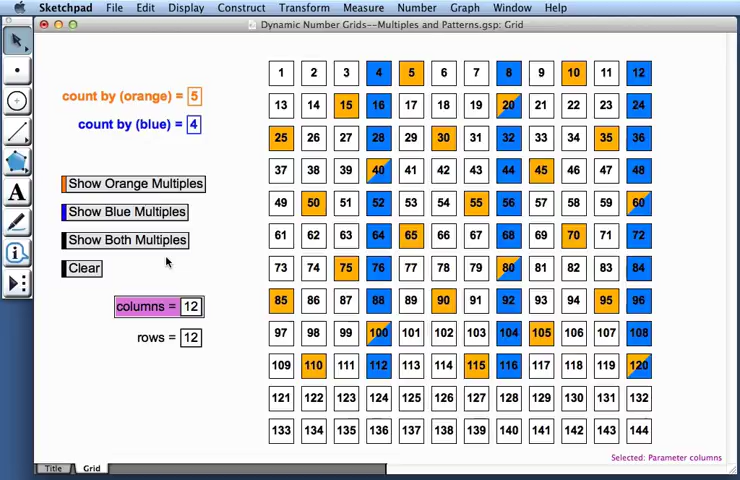 Sketchpad File Edit Display Construct Transform Measure Number Graph Window Help
Dynamic Number Grids--Multiples and Patterns.gsp: Grid
count by (orange) = 5
count by (blue) = 4
Show Orange Multiples
Show Blue Multiples
Show Both Multiples
Clear
columns = 12
rows = 12
1 2 3 4 5 6 7 8 9 10 11 12
13 14 15 16 17 18 19 20 21 22 23 24
25 26 27 28 29 30 31 32 33 34 35 36
37 38 39 40 41 42 43 44 45 46 47 48
49 50 51 52 53 54 55 56 57 58 59 60
61 62 63 64 65 66 67 68 69 70 71 72
73 74 75 76 77 78 79 80 81 82 83 84
85 86 87 88 89 90 91 92 93 94 95 96
97 98 99 100 101 102 103 104 105 106 107 108
109 110 111 112 113 114 115 116 117 118 119 120
121 122 123 124 125 126 127 128 129 130 131 132
133 134 135 136 137 138 139 140 141 142 143 144
Selected: Parameter columns
Title Grid
A
i